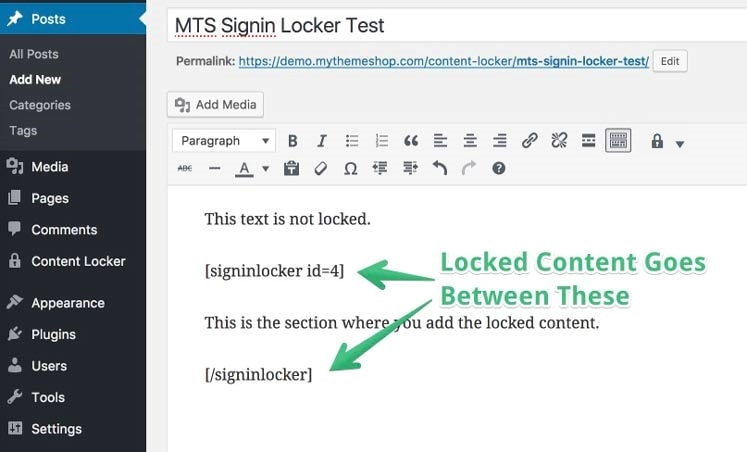 Posts
All Posts
Add New
Categories
Tags
Media
Pages
Comments
Content Locker
Appearance
Plugins
Users
Tools
Settings
MTS Signin Locker Test
Permalink: https://demo.mythemeshop.com/content-locker/mts-signin-locker-test/ Edit
Add Media
Paragraph B I
ABC A
This text is not locked.
[signinlocker id=4]
Locked Content Goes
Between These
This is the section where you add the locked content.
[/signinlocker]